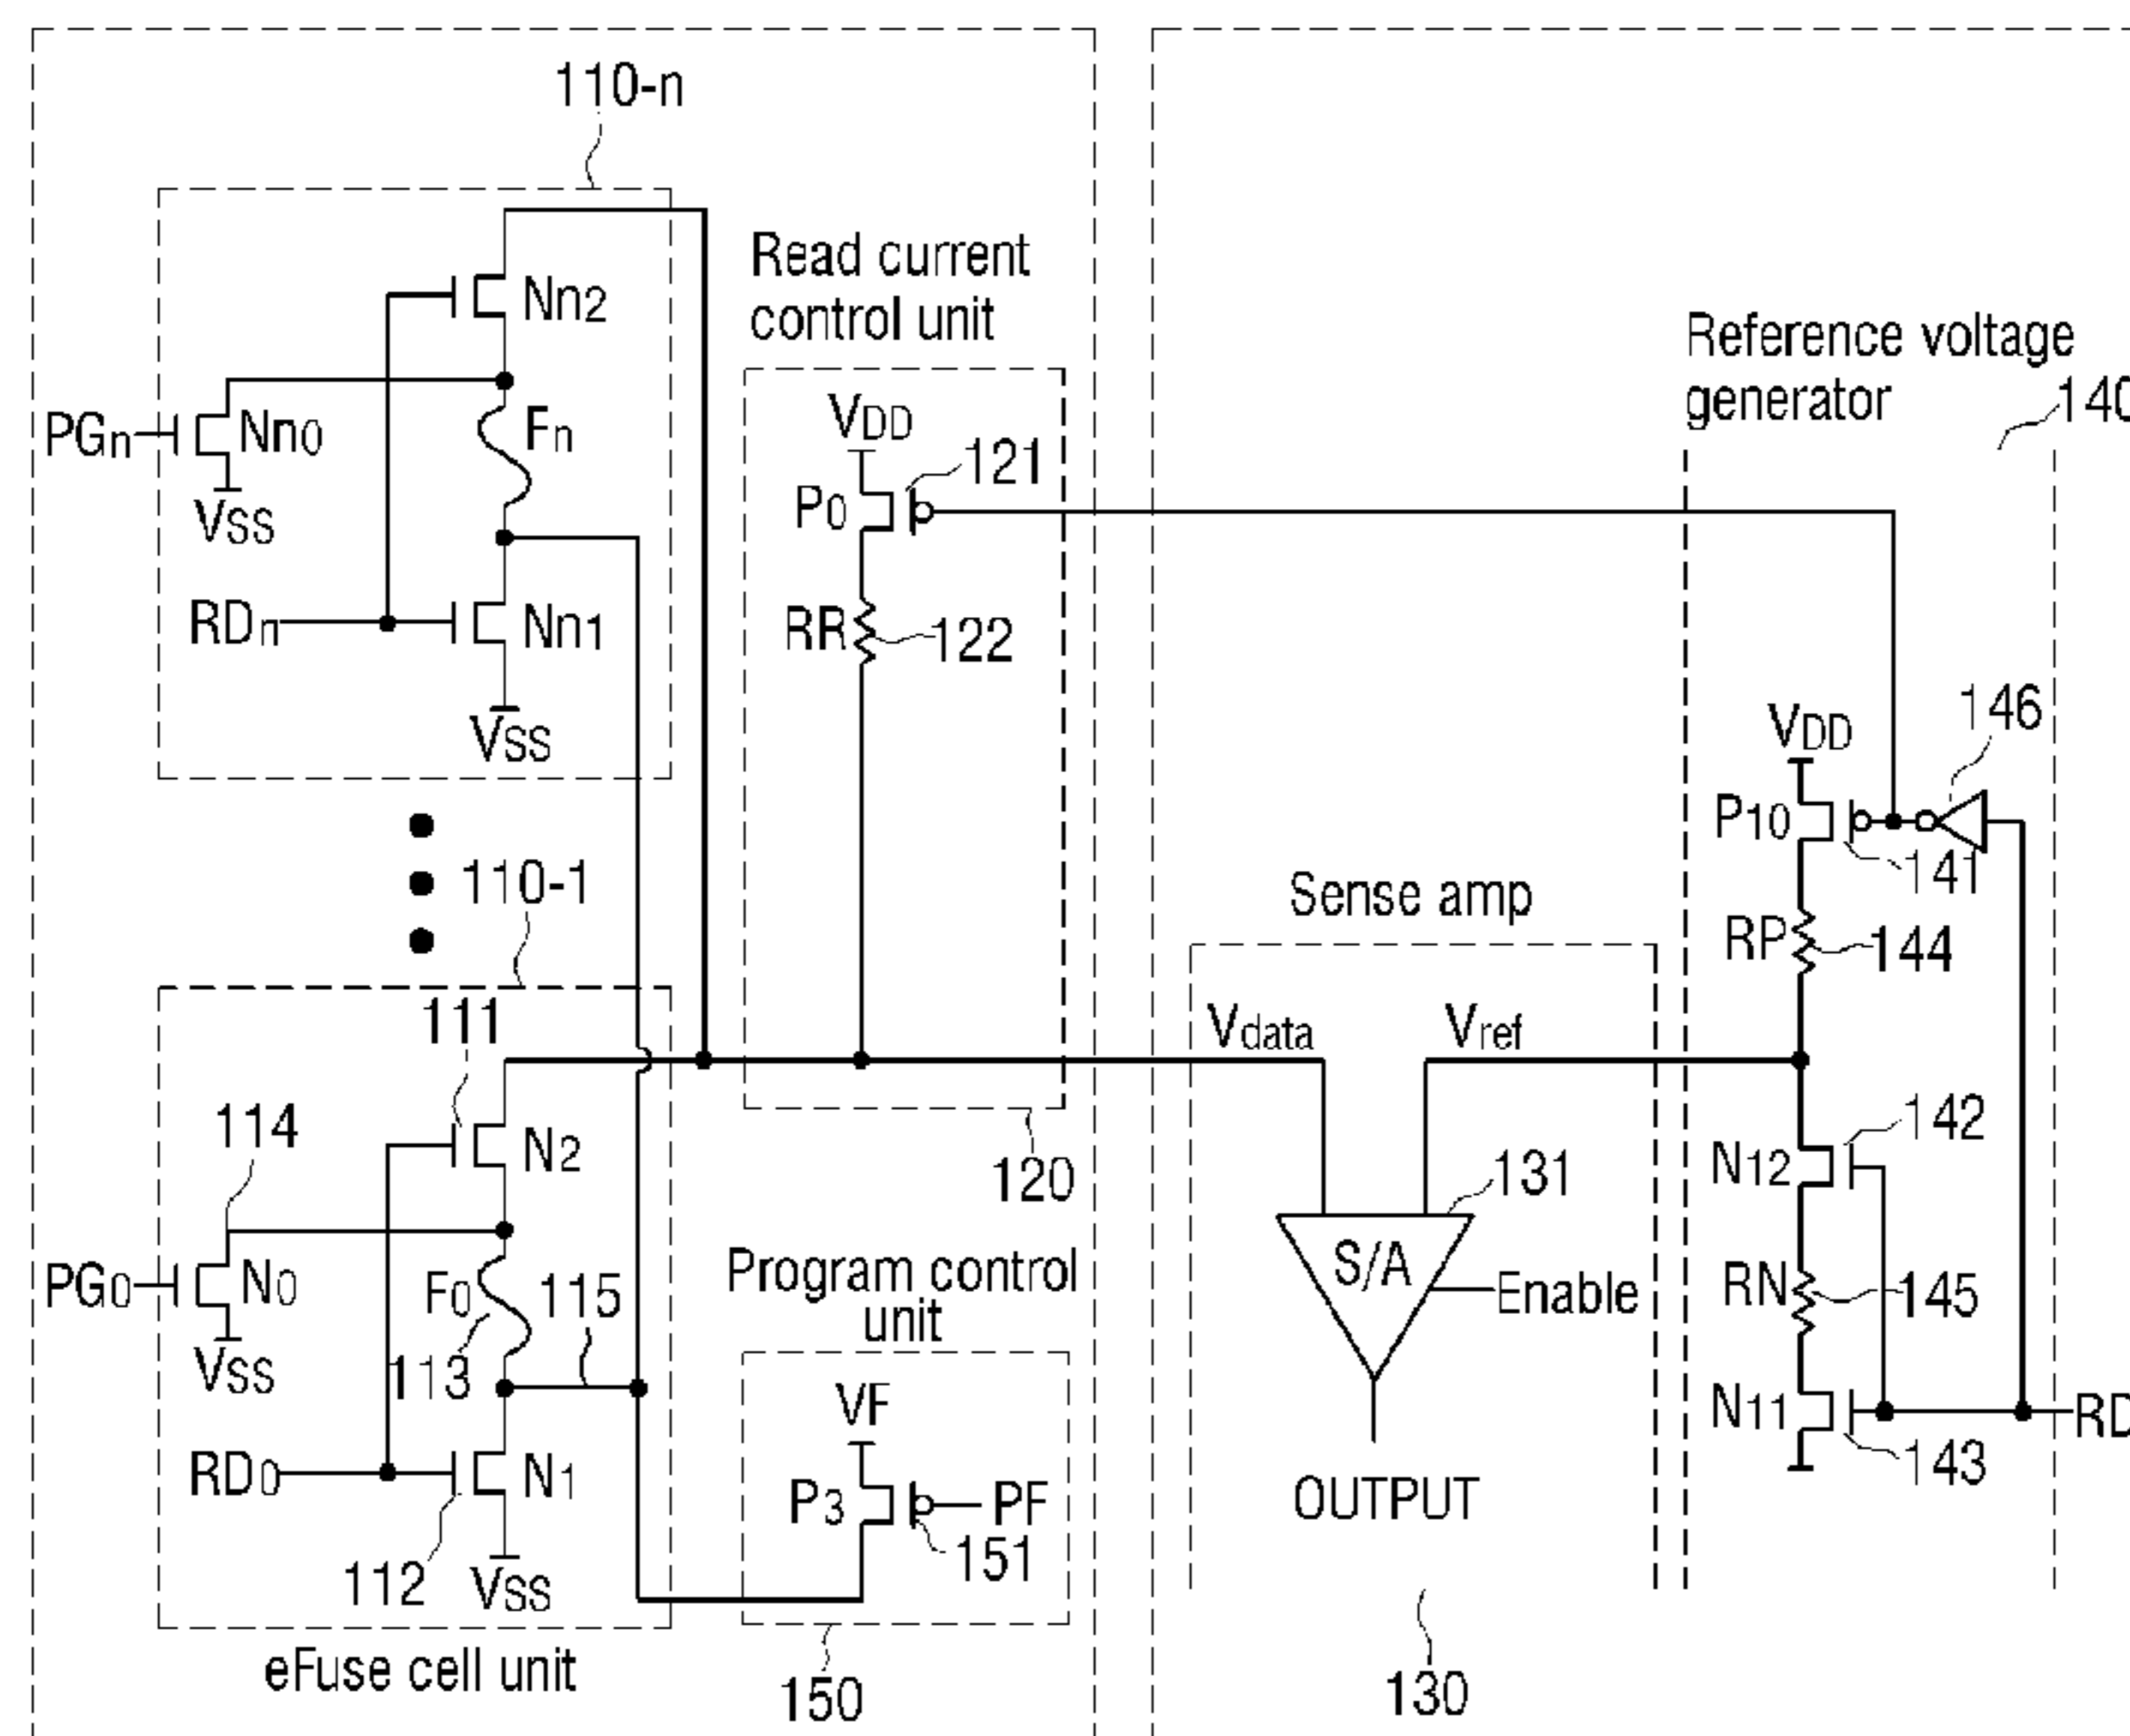 110-n
Nn2
PGn
Nn0
Fn
VSS
RDn
Nn1
VSS
Read current
control unit
VDD
121
P0
RR
122
120
Reference voltage
generator
140
VDD
146
P10
141
RP
144
142
N12
RN
145
N11
143
RD
110-1
111
114
N2
PG0
N0
F0
115
VSS
113
RD0
N1
112
VSS
eFuse cell unit
Program control
unit
VF
P3
PF
151
150
Sense amp
Vdata
Vref
131
S/A
Enable
OUTPUT
130